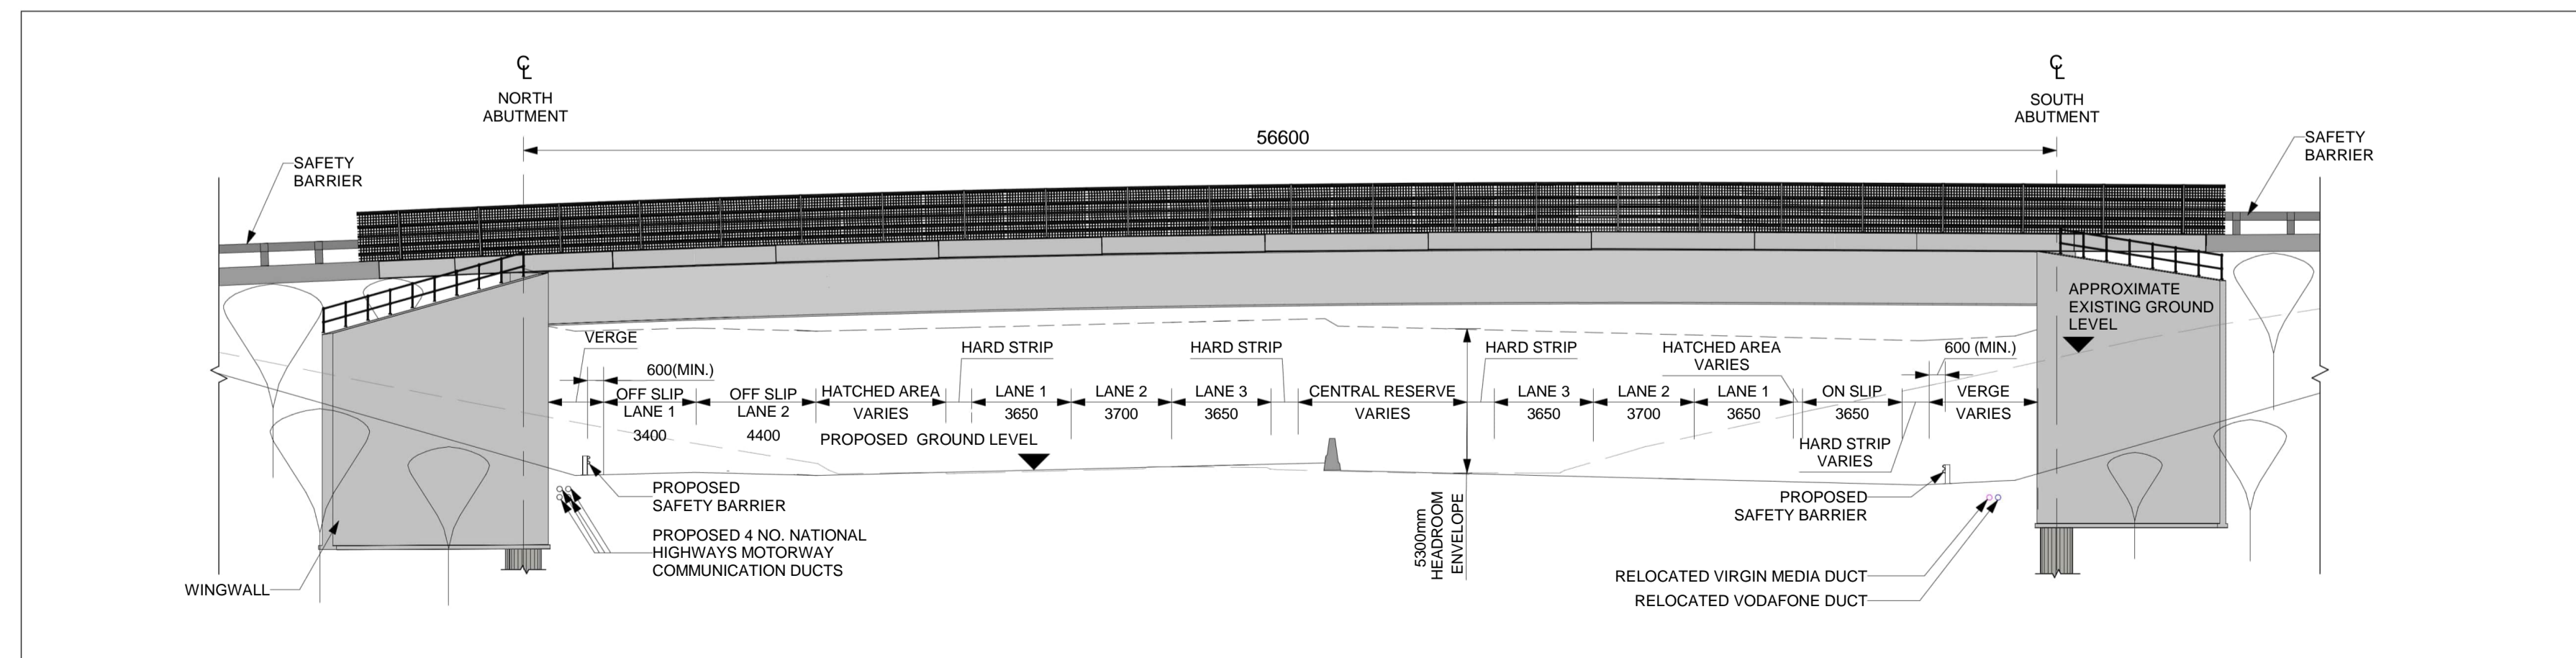 ℄
NORTH
ABUTMENT
℄
SOUTH
ABUTMENT
56600
SAFETY
BARRIER
SAFETY
BARRIER
APPROXIMATE
EXISTING GROUND
LEVEL
VERGE
600(MIN.)
HARD STRIP
HARD STRIP
HARD STRIP
HATCHED AREA
VARIES
600 (MIN.)
OFF SLIP
LANE 1
3400
OFF SLIP
LANE 2
4400
HATCHED AREA
VARIES
LANE 1
3650
LANE 2
3700
LANE 3
3650
CENTRAL RESERVE
VARIES
LANE 3
3650
LANE 2
3700
LANE 1
3650
ON SLIP
3650
VERGE
VARIES
PROPOSED GROUND LEVEL
HARD STRIP
VARIES
PROPOSED
SAFETY BARRIER
PROPOSED 4 NO. NATIONAL
HIGHWAYS MOTORWAY
COMMUNICATION DUCTS
5300mm
HEADROOM
ENVELOPE
PROPOSED
SAFETY BARRIER
WINGWALL
RELOCATED VIRGIN MEDIA DUCT
RELOCATED VODAFONE DUCT